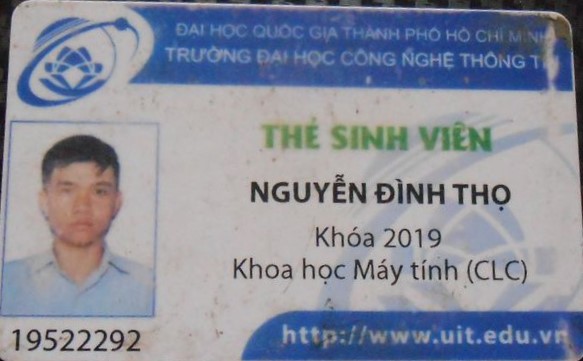 ĐẠI HỌC QUỐC GIA THÀNH PHỐ HỒ CHÍ MINH
TRƯỜNG ĐẠI HỌC CÔNG NGHỆ THÔNG TIN
THẺ SINH VIÊN
NGUYỄN ĐÌNH THỌ
Khóa 2019
Khoa học Máy tính (CLC)
19522292
http://www.uit.edu.vn